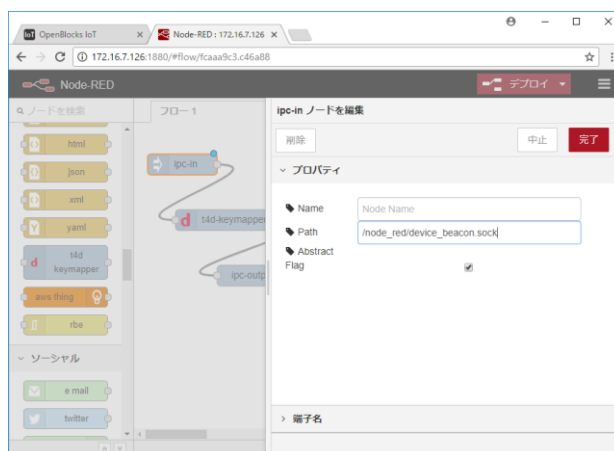 OpenBlocks IoT
Node-RED : 172.16.7.126
172.16.7.126:1880/#flow/fcaaa9c3.c46a88
Node-RED
デプロイ
ノードを検索
フロー 1
ipc-in ノードを編集
削除
中止
完了
プロパティ
html
json
xml
yaml
t4d
keymapper
aws thing
rbe
ソーシャル
e mail
twitter
ipc-in
t4d-keymapper
ipc-outp
Name
Node Name
Path
/node_red/device_beacon.sock
Abstract
Flag
端子名